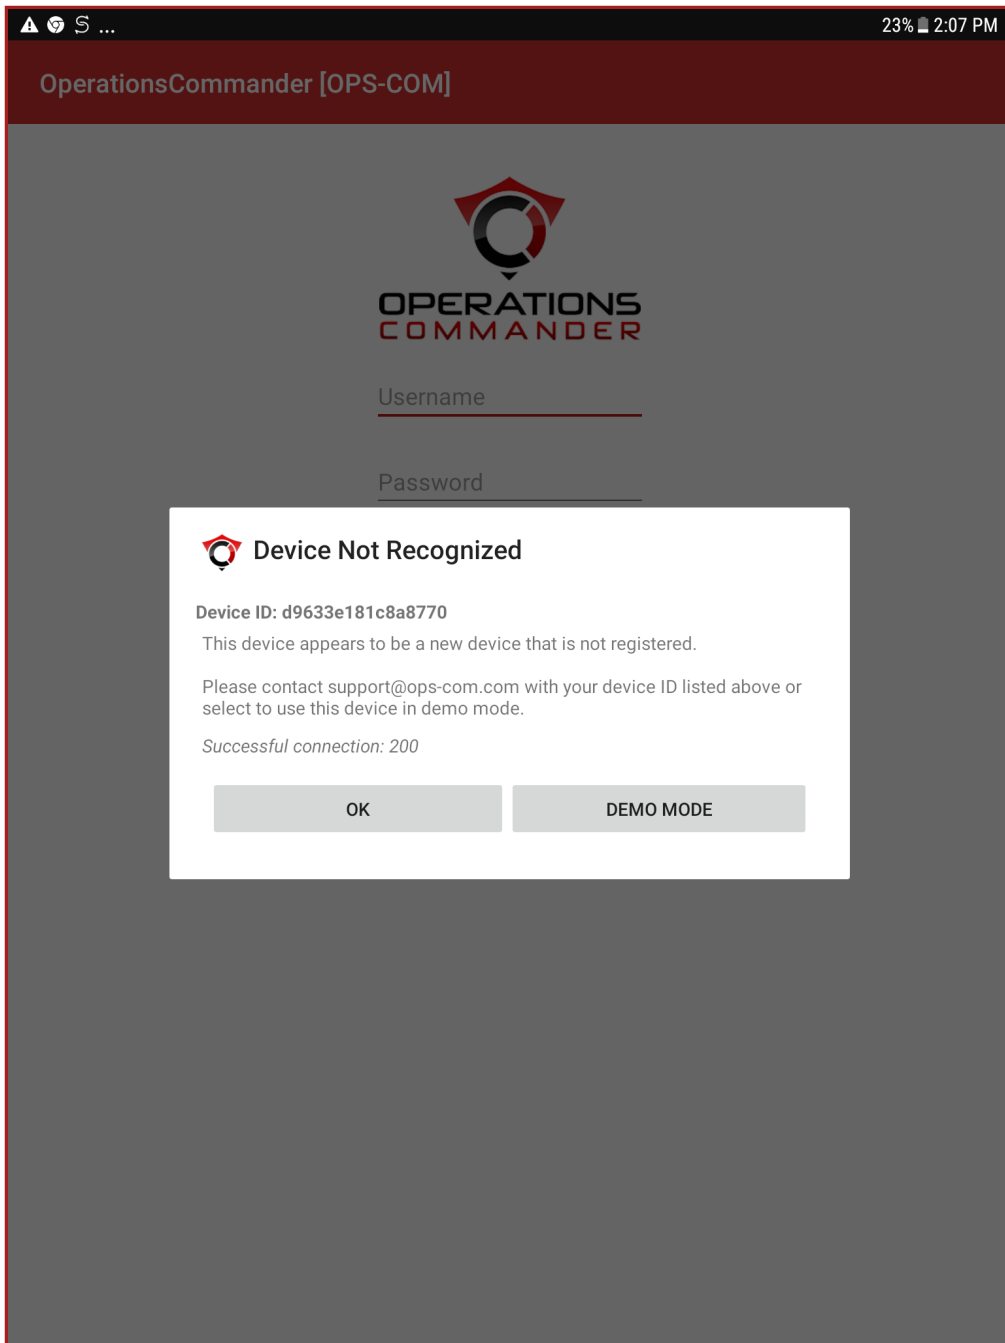 ... 23% 2:07 PM
OperationsCommander [OPS-COM]
OPERATIONS
COMMANDER
Username
Password
Device Not Recognized
Device ID: d9633e181c8a8770
This device appears to be a new device that is not registered.
Please contact support@ops-com.com with your device ID listed above or
select to use this device in demo mode.
Successful connection: 200
OK DEMO MODE